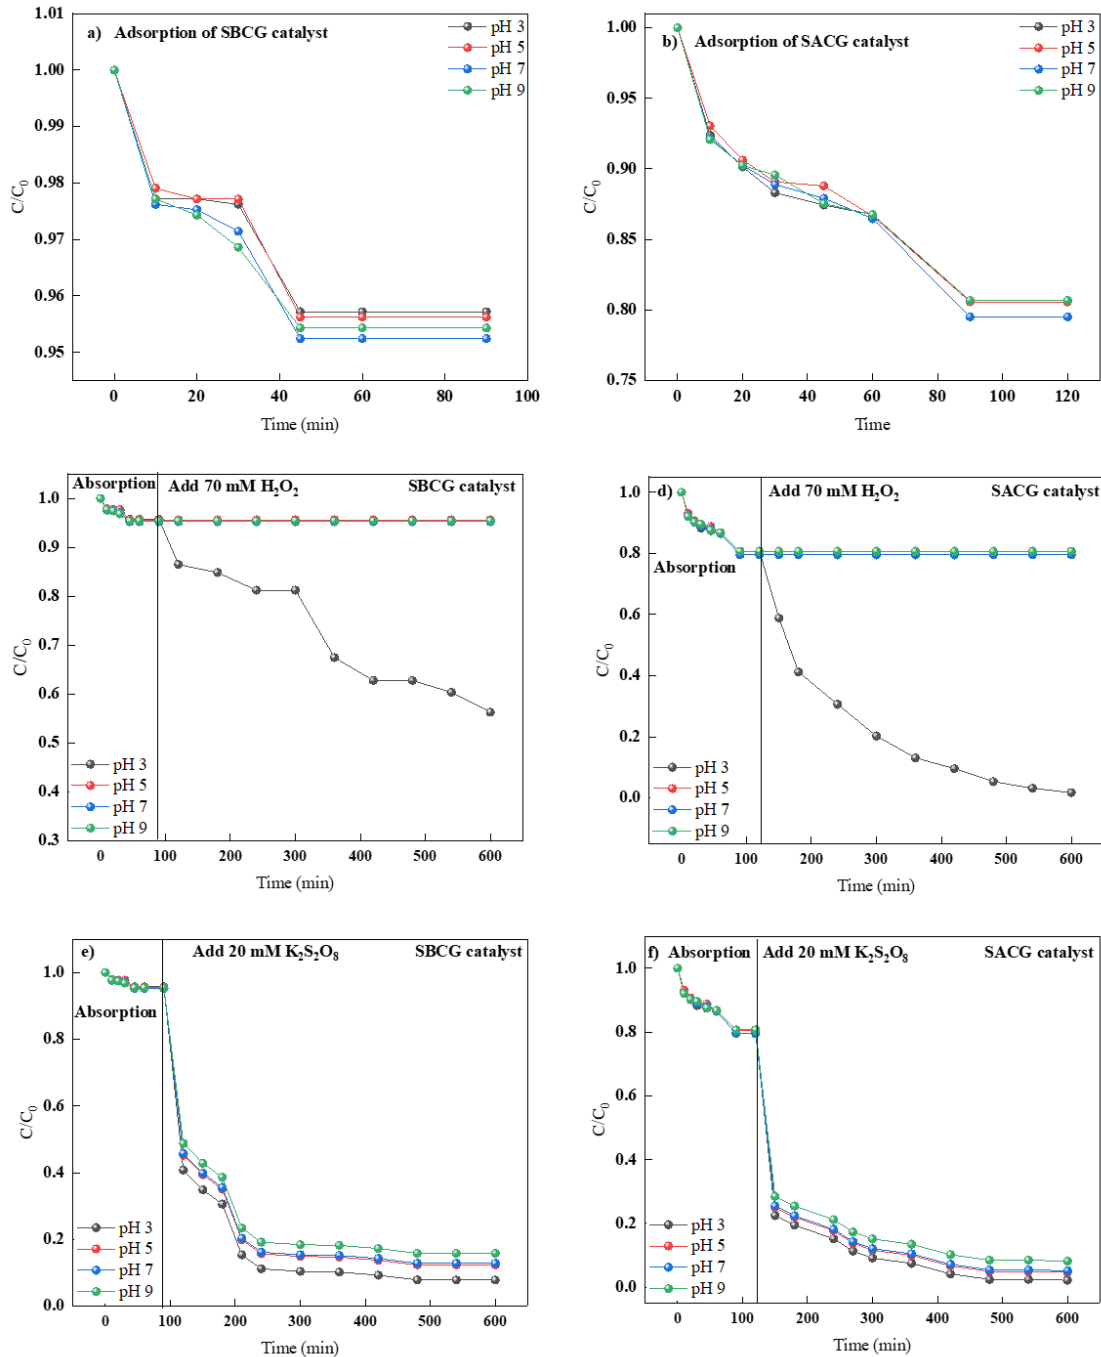 a) Adsorption of SBCG catalyst
pH 3
pH 5
pH 7
pH 9
1.01
1.00
0.99
0.98
0.97
0.96
0.95
C/C₀
0 20 40 60 80 100
Time (min)
b) Adsorption of SACG catalyst
pH 3
pH 5
pH 7
pH 9
1.00
0.95
0.90
0.85
0.80
0.75
C/C₀
0 20 40 60 80 100 120
Time
Absorption Add 70 mM H₂O₂ SBCG catalyst
1.0
0.9
0.8
0.7
0.6
0.5
0.4
0.3
C/C₀
pH 3
pH 5
pH 7
pH 9
0 100 200 300 400 500 600
Time (min)
d) Add 70 mM H₂O₂ SACG catalyst
Absorption
1.0
0.8
0.6
0.4
0.2
0.0
C/C₀
pH 3
pH 5
pH 7
pH 9
0 100 200 300 400 500 600
Time (min)
e) Add 20 mM K₂S₂O₈ SBCG catalyst
Absorption
1.0
0.8
0.6
0.4
0.2
0.0
C/C₀
pH 3
pH 5
pH 7
pH 9
0 100 200 300 400 500 600
Time (min)
f) Absorption Add 20 mM K₂S₂O₈ SACG catalyst
1.0
0.8
0.6
0.4
0.2
0.0
C/C₀
pH 3
pH 5
pH 7
pH 9
0 100 200 300 400 500 600
Time (min)